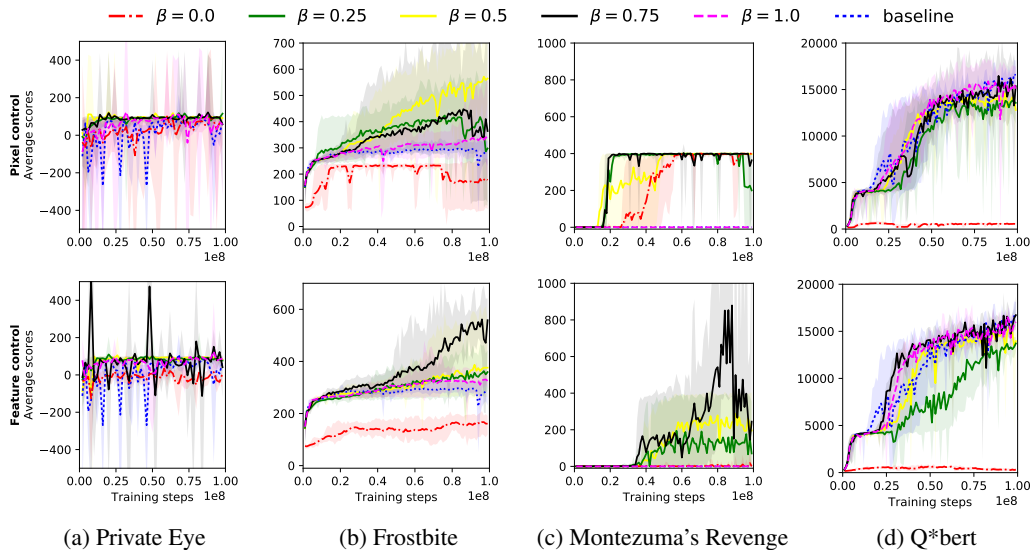 β = 0.0 β = 0.25 β = 0.5 β = 0.75 β = 1.0 baseline
Pixel control
Average scores
400
200
0
−200
−400
0.00 0.25 0.50 0.75 1.00
1e8
700
600
500
400
300
200
100
0.0 0.2 0.4 0.6 0.8 1.0
1e8
1000
800
600
400
200
0
0.0 0.2 0.4 0.6 0.8 1.0
1e8
20000
15000
10000
5000
0
0.00 0.25 0.50 0.75 1.00
1e8
Feature control
Average scores
400
200
0
−200
−400
0.00 0.25 0.50 0.75 1.00
Training steps 1e8
600
400
200
0
0.0 0.2 0.4 0.6 0.8 1.0
Training steps 1e8
1000
800
600
400
200
0
0.0 0.2 0.4 0.6 0.8 1.0
Training steps 1e8
20000
15000
10000
5000
0
0.00 0.25 0.50 0.75 1.00
Training steps 1e8
(a) Private Eye (b) Frostbite (c) Montezuma's Revenge (d) Q*bert